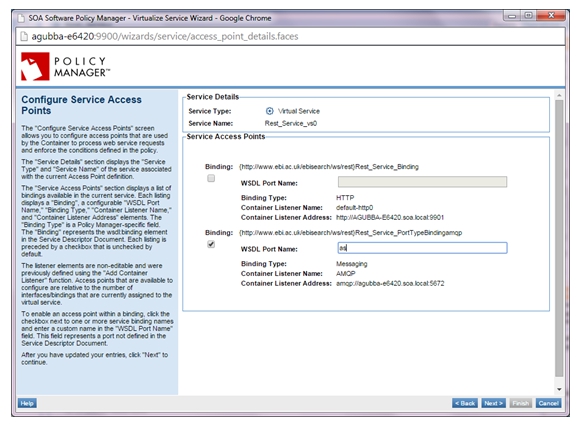 SOA Software Policy Manager - Virtualize Service Wizard - Google Chrome
agubba-e6420:9900/wizards/service/access_point_details.faces
POLICY
MANAGER™
Configure Service Access
Points
The "Configure Service Access Points" screen
allows you to configure access points that are used
by the Container to process web service requests
and enforce the conditions defined in the policy.
The "Service Details" section displays the "Service
Type" and "Service Name" of the service associated
with the current Access Point definition.
The "Service Access Points" section displays a list of
bindings available in the current service. Each listing
displays a "Binding", a configurable "WSDL Port
Name," "Binding Type," "Container Listener Name,"
and "Container Listener Address" elements. The
"Binding Type" is a Policy Manager-specific field.
The "Binding" represents the wsdl:binding element
in the Service Descriptor Document. Each listing is
preceded by a checkbox that is unchecked by
default.
The listener elements are non-editable and were
previously defined using the "Add Container
Listener" function. Access points that are available to
configure are relative to the number of
interfaces/bindings that are currently assigned to the
virtual service.
To enable an access point within a binding, click the
checkbox next to one or more service binding names
and enter a custom name in the "WSDL Port Name"
field. This field represents a port not defined in the
Service Descriptor Document.
After you have updated your entries, click "Next" to
continue.
Service Details
Service Type: Virtual Service
Service Name: Rest_Service_vs0
Service Access Points
Binding: {http://www.ebi.ac.uk/ebisearch/ws/rest}Rest_Service_Binding
WSDL Port Name:
Binding Type: HTTP
Container Listener Name: default-http0
Container Listener Address: http://AGUBBA-E6420.soa.local:9901
Binding: {http://www.ebi.ac.uk/ebisearch/ws/rest}Rest_Service_PortTypeBindingamqp
WSDL Port Name: as
Binding Type: Messaging
Container Listener Name: AMQP
Container Listener Address: amqp://agubba-e6420.soa.local:5672
Help
< Back Next > Finish Cancel